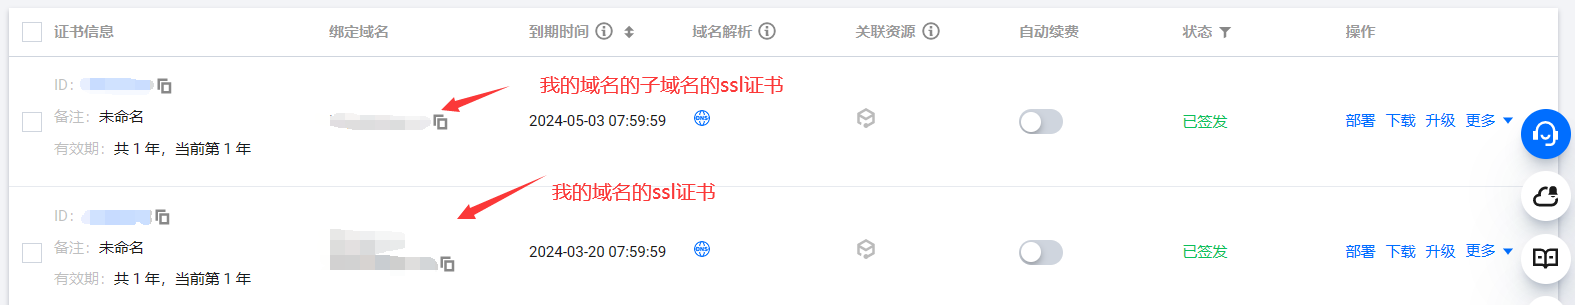 证书信息 绑定域名 到期时间 域名解析 关联资源 自动续费 状态 操作
ID:
我的域名的子域名的ssl证书
备注: 未命名 2024-05-03 07:59:59 DNS 已签发 部署 下载 升级 更多
有效期: 共 1 年，当前第 1 年
我的域名的ssl证书
ID:
备注: 未命名 2024-03-20 07:59:59 DNS 已签发 部署 下载 升级 更多
有效期: 共 1 年，当前第 1 年